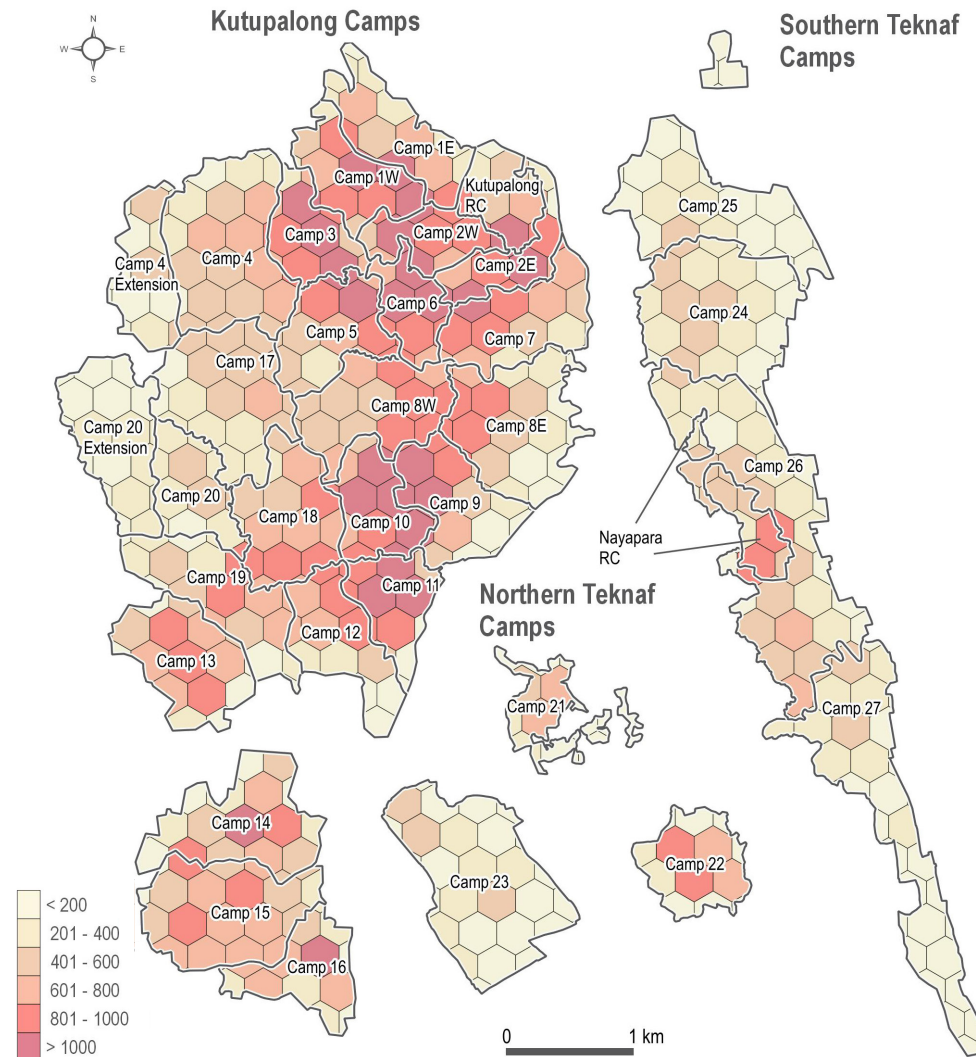 Kutupalong Camps
Southern Teknaf
Camps
N
W
E
S
Camp 1E
Camp 1W
Kutupalong
RC
Camp 25
Camp 3
Camp 2W
Camp 4
Camp 4
Extension
Camp 2E
Camp 6
Camp 5
Camp 24
Camp 7
Camp 17
Camp 8W
Camp 20
Extension
Camp 8E
Camp 26
Camp 20
Camp 9
Camp 18
Camp 10
Nayapara
RC
Camp 19
Camp 11
Northern Teknaf
Camps
Camp 12
Camp 13
Camp 21
Camp 27
Camp 14
Camp 22
Camp 23
Camp 15
Camp 16
< 200
201 - 400
401 - 600
601 - 800
801 - 1000
> 1000
0
1 km